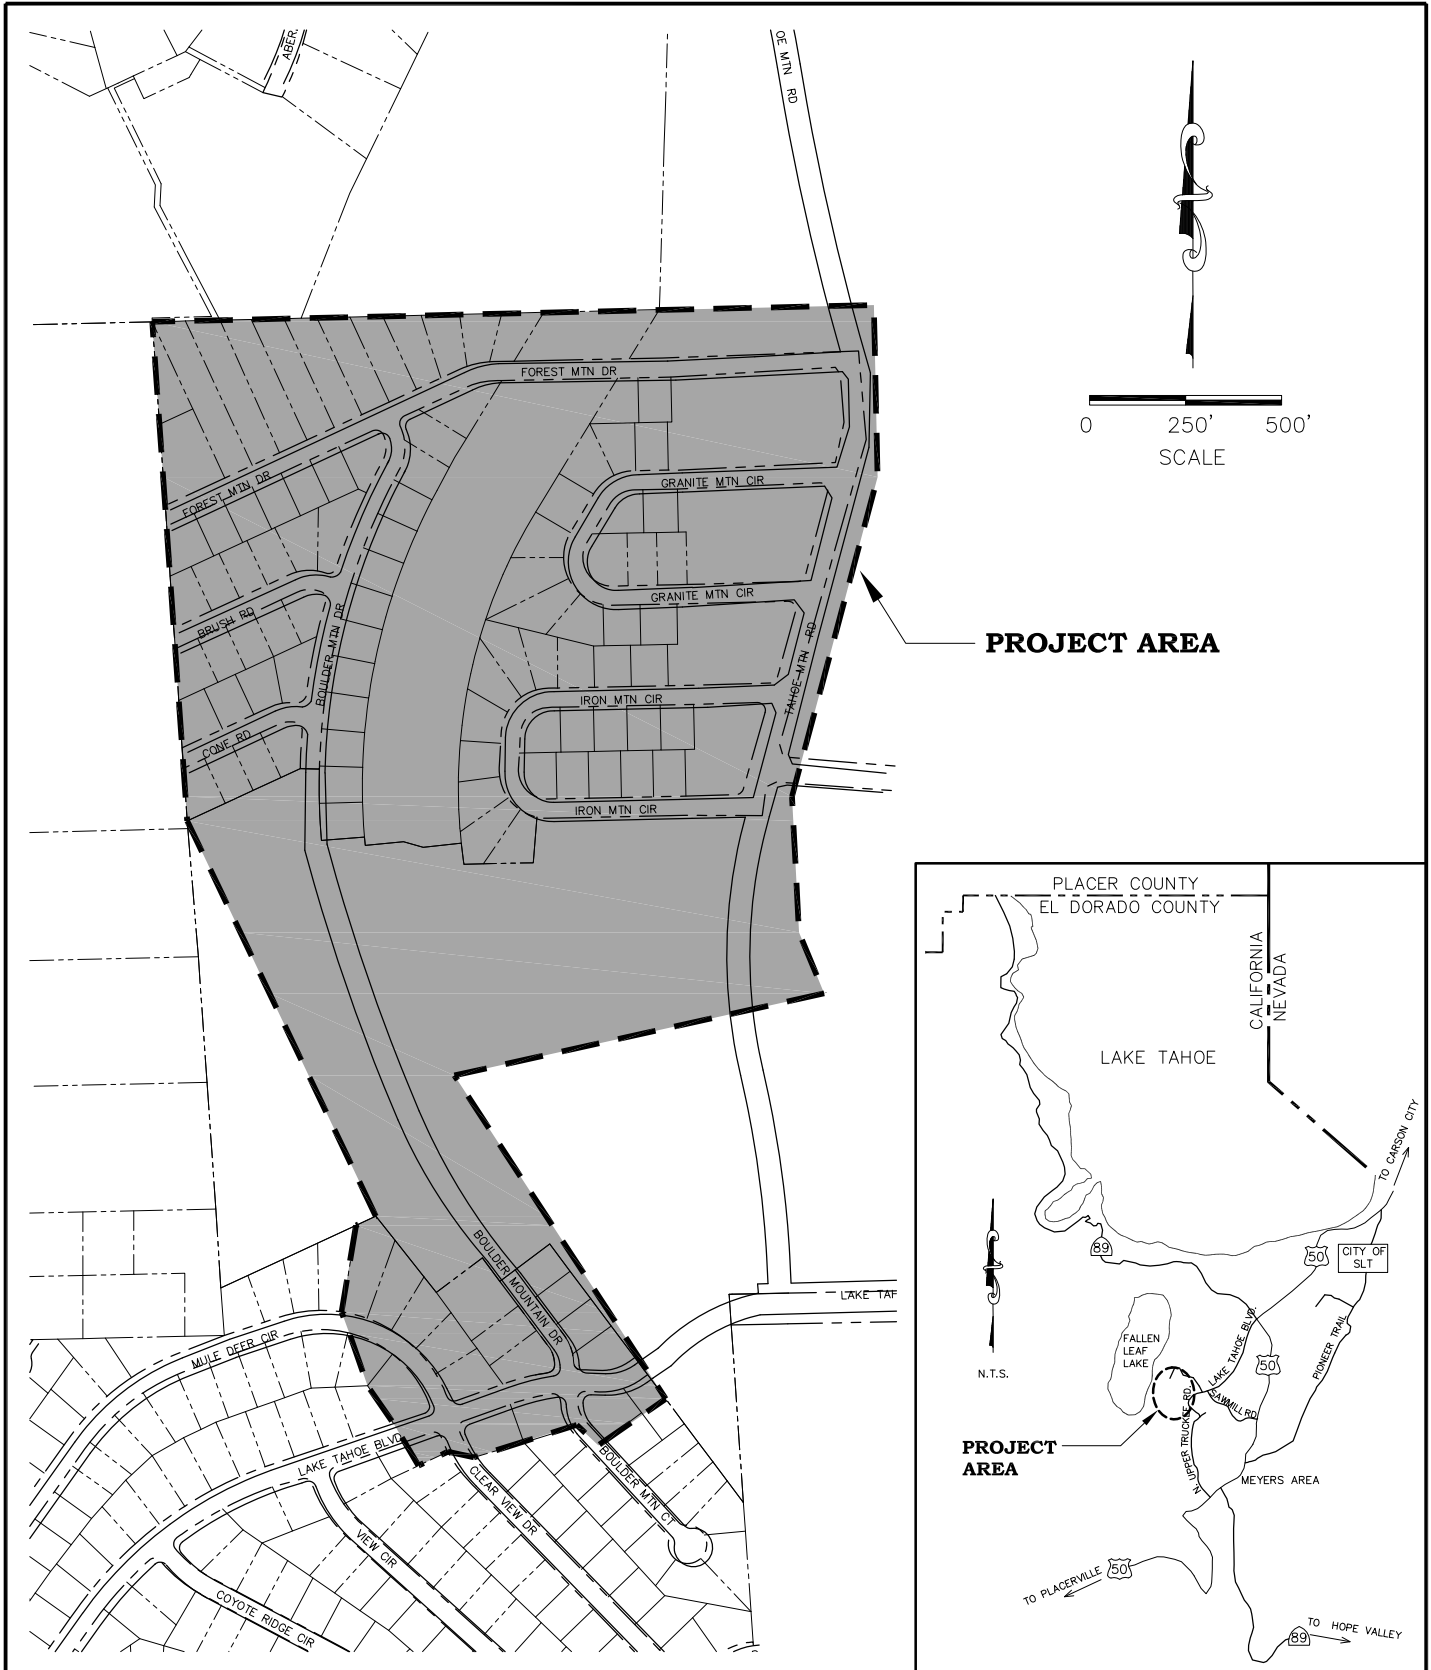 ABER
OE MTN RD
FOREST MTN DR
0 250' 500'
SCALE
FOREST MTN DR
GRANITE MTN CIR
GRANITE MTN CIR
BRUSH RD
BOULDER MTN DR
TAHOE MTN RD
PROJECT AREA
IRON MTN CIR
CONE RD
IRON MTN CIR
BOULDER MOUNTAIN DR
LAKE TAH
MULE DEER CIR
LAKE TAHOE BLVD
CLEAR VIEW DR
BOULDER MTN CT
VIEW CIR
COYOTE RIDGE CIR
PLACER COUNTY
EL DORADO COUNTY
CALIFORNIA
NEVADA
LAKE TAHOE
TO CARSON CITY
89
50
CITY OF
SLT
FALLEN
LEAF
LAKE
LAKE TAHOE BLVD.
50
PIONEER TRAIL
N.T.S.
SAWMILL RD
N. UPPER TRUCKEE RD.
PROJECT
AREA
MEYERS AREA
TO PLACERVILLE
50
89
TO HOPE VALLEY